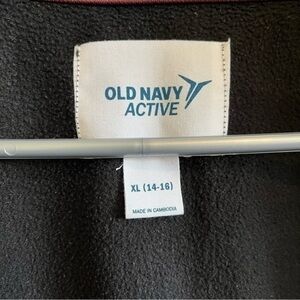 OLD NAVY
ACTIVE
XL (14-16)
MADE IN CAMBODIA